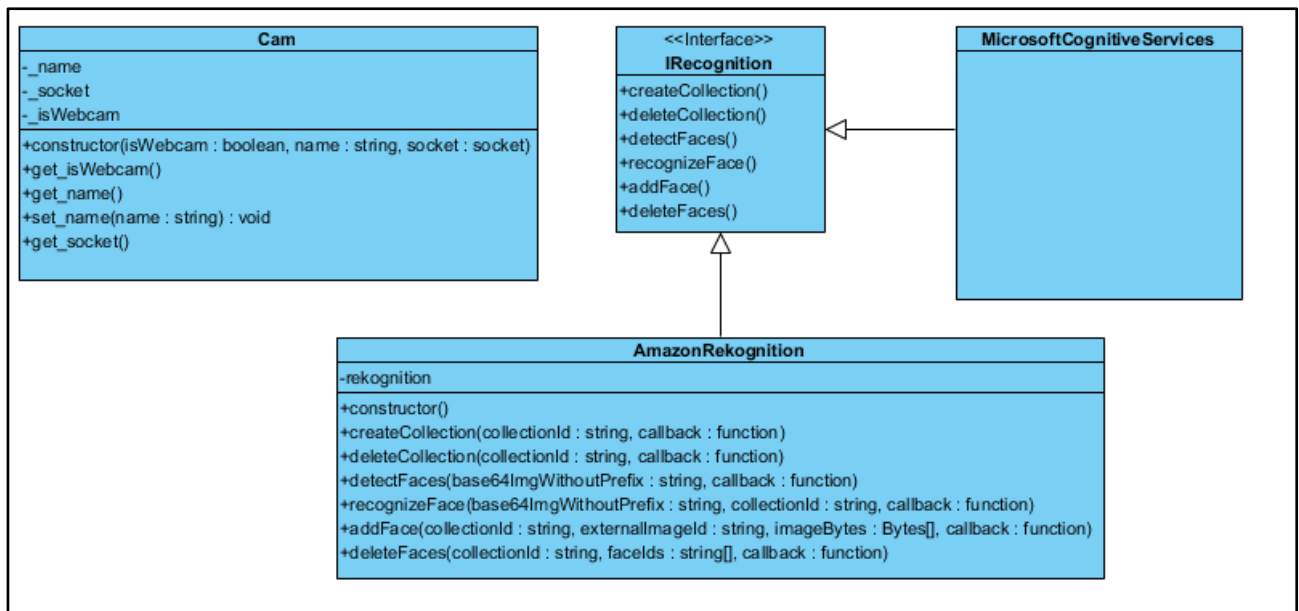 Cam
-_name
-_socket
-_isWebcam
+constructor(isWebcam : boolean, name : string, socket : socket)
+get_isWebcam()
+get_name()
+set_name(name : string) : void
+get_socket()
<<Interface>>
IRecognition
+createCollection()
+deleteCollection()
+detectFaces()
+recognizeFace()
+addFace()
+deleteFaces()
MicrosoftCognitiveServices
AmazonRekognition
-rekognition
+constructor()
+createCollection(collectionId : string, callback : function)
+deleteCollection(collectionId : string, callback : function)
+detectFaces(base64ImgWithoutPrefix : string, callback : function)
+recognizeFace(base64ImgWithoutPrefix : string, collectionId : string, callback : function)
+addFace(collectionId : string, externalImageId : string, imageBytes : Bytes[], callback : function)
+deleteFaces(collectionId : string, faceIds : string[], callback : function)